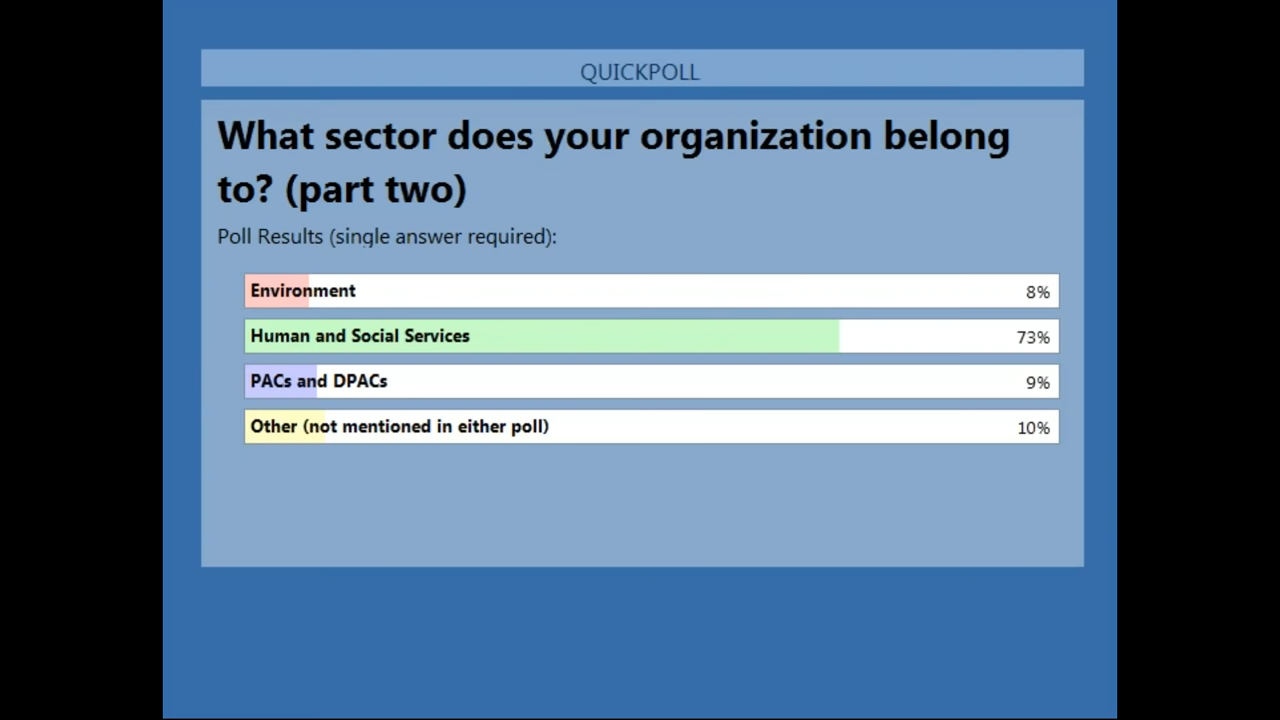 QUICKPOLL
What sector does your organization belong
to? (part two)
Poll Results (single answer required):
Environment 8%
Human and Social Services 73%
PACs and DPACs 9%
Other (not mentioned in either poll) 10%